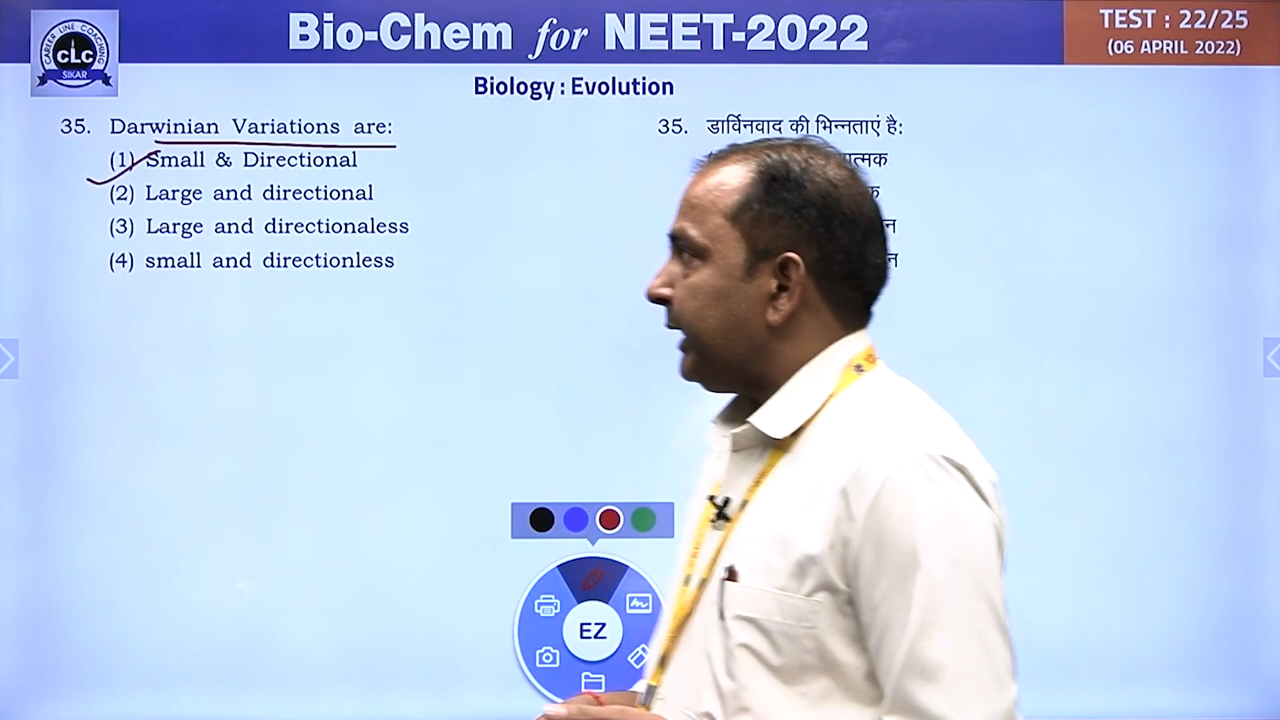 CAREER LINE COACHING
CLC
SIKAR
Bio-Chem for NEET-2022
TEST : 22/25
(06 APRIL 2022)
Biology : Evolution
35. Darwinian Variations are:
(1) Small & Directional
(2) Large and directional
(3) Large and directionaless
(4) small and directionless
35. डार्विनवाद की भिन्नताएं है:
EZ